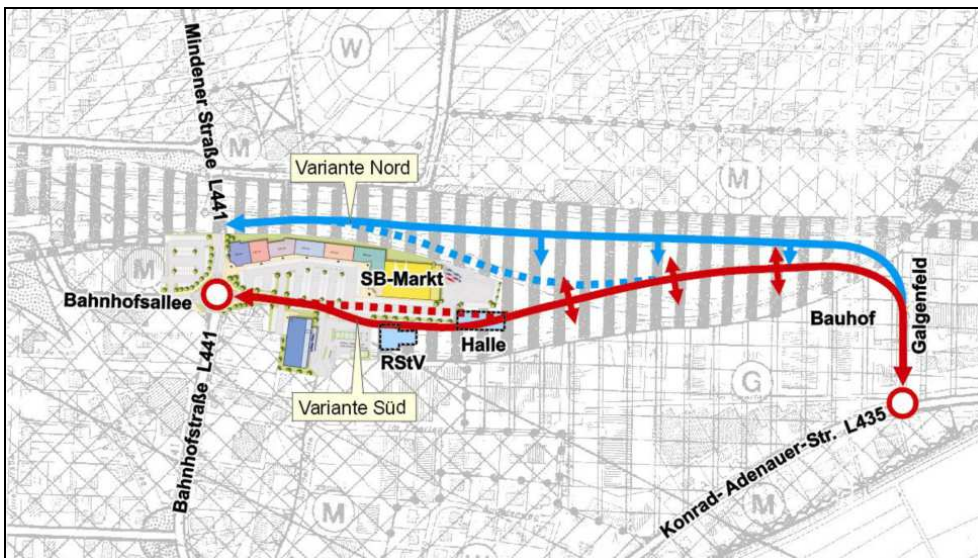 Mindener Straße L441
W
W
M
M
M
Variante Nord
SB-Markt
Bahnhofsallee
M
Halle
RStV
Bauhof
Galgenfeld
G
Variante Süd
Bahnhofstraße L441
Konrad-Adenauer-Str. L435
M
M